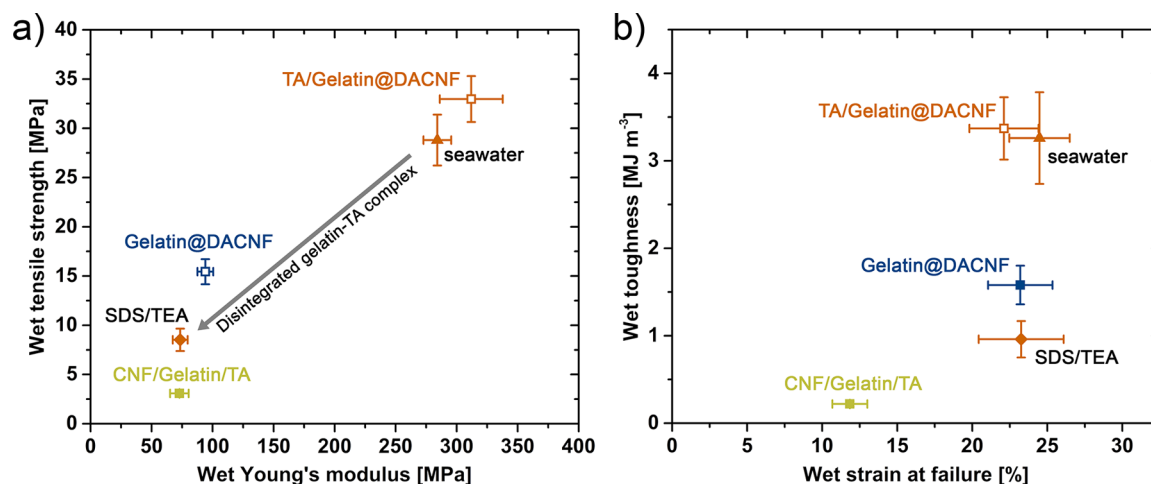 a)
Wet tensile strength [MPa]
40
35
30
25
20
15
10
5
0
TA/Gelatin@DACNF
seawater
Disintegrated gelatin-TA complex
Gelatin@DACNF
SDS/TEA
CNF/Gelatin/TA
0 50 100 150 200 250 300 350 400
Wet Young's modulus [MPa]
b)
Wet toughness [MJ m-3]
4
3
2
1
0
TA/Gelatin@DACNF
seawater
Gelatin@DACNF
SDS/TEA
CNF/Gelatin/TA
0 5 10 15 20 25 30
Wet strain at failure [%]